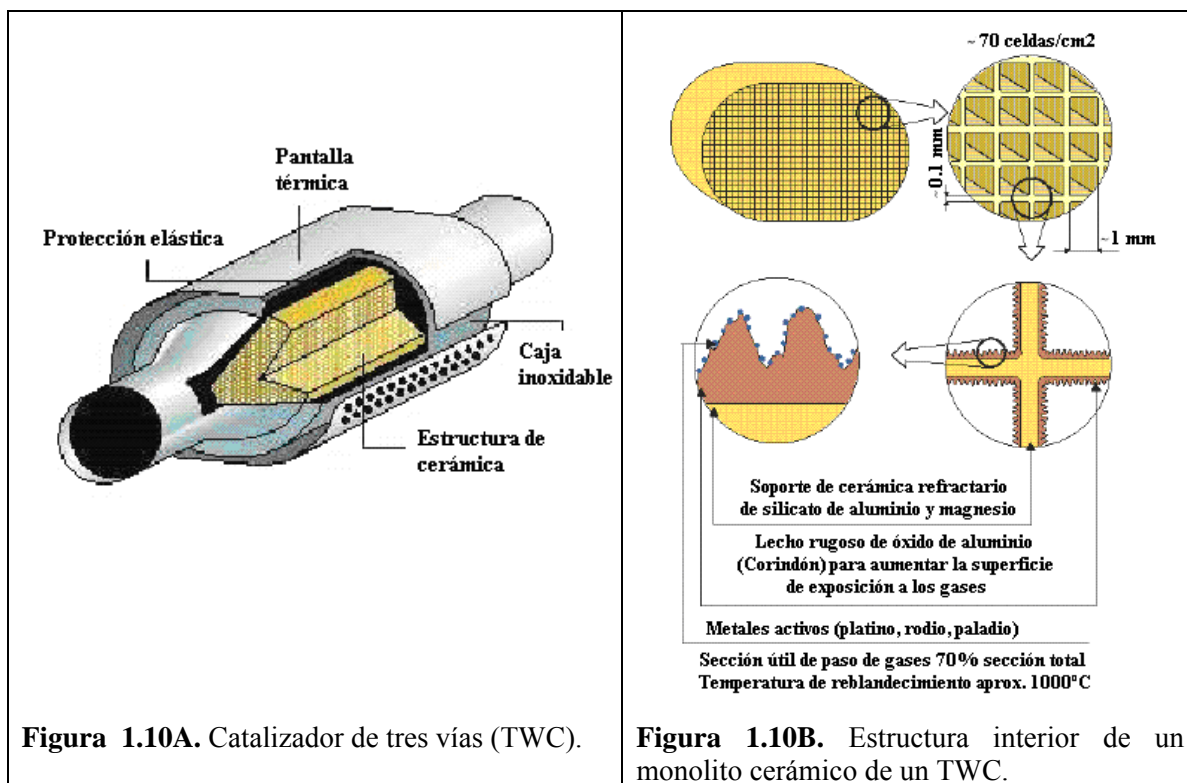 Pantalla
térmica
Protección elástica
Caja
inoxidable
Estructura de
cerámica
Figura 1.10A. Catalizador de tres vías (TWC).
~ 70 celdas/cm2
~0.1 mm
~1 mm
Soporte de cerámica refractario
de silicato de aluminio y magnesio
Lecho rugoso de óxido de aluminio
(Corindón) para aumentar la superficie
de exposición a los gases
Metales activos (platino, rodio, paladio)
Sección útil de paso de gases 70% sección total
Temperatura de reblandecimiento aprox. 1000ºC
Figura 1.10B. Estructura interior de un
monolito cerámico de un TWC.